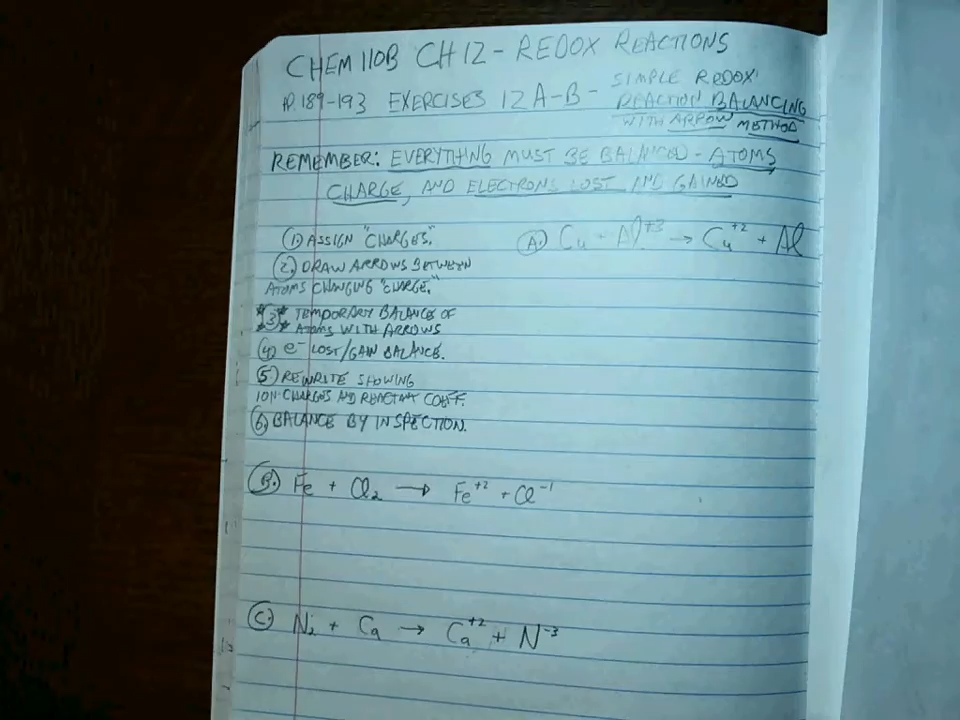 CHEM 110B CH 12 - REDOX REACTIONS
P. 189-193 EXERCISES 12 A-B - SIMPLE REDOX
REACTION BALANCING
WITH ARROW METHOD
REMEMBER: EVERYTHING MUST BE BALANCED - ATOMS
CHARGE, AND ELECTRONS LOST AND GAINED
(1) ASSIGN "CHARGES".
(2.) DRAW ARROWS BETWEEN
ATOMS CHANGING "CHARGE."
*(3)* TEMPORARY BALANCE OF
* * ATOMS WITH ARROWS
(4) e⁻ LOST/GAIN BALANCE.
(5) REWRITE SHOWING
ION CHARGES AND REACTANT COEFF.
(6) BALANCE BY INSPECTION.
(A.) Cu + Al⁺³ → Cu⁺² + Al
(B.) Fe + Cl₂ → Fe⁺² + Cl⁻¹
(C.) N₂ + Ca → Ca⁺² + N⁻³